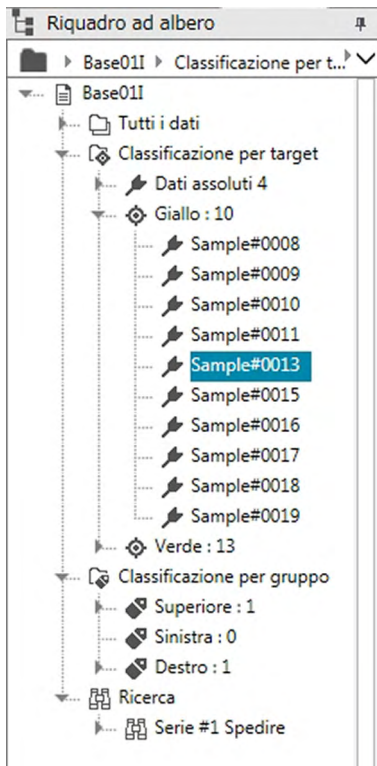 Riquadro ad albero
Base01I Classificazione per t...
Base01I
Tutti i dati
Classificazione per target
Dati assoluti 4
Giallo : 10
Sample#0008
Sample#0009
Sample#0010
Sample#0011
Sample#0013
Sample#0015
Sample#0016
Sample#0017
Sample#0018
Sample#0019
Verde : 13
Classificazione per gruppo
Superiore : 1
Sinistra : 0
Destro : 1
Ricerca
Serie #1 Spedire